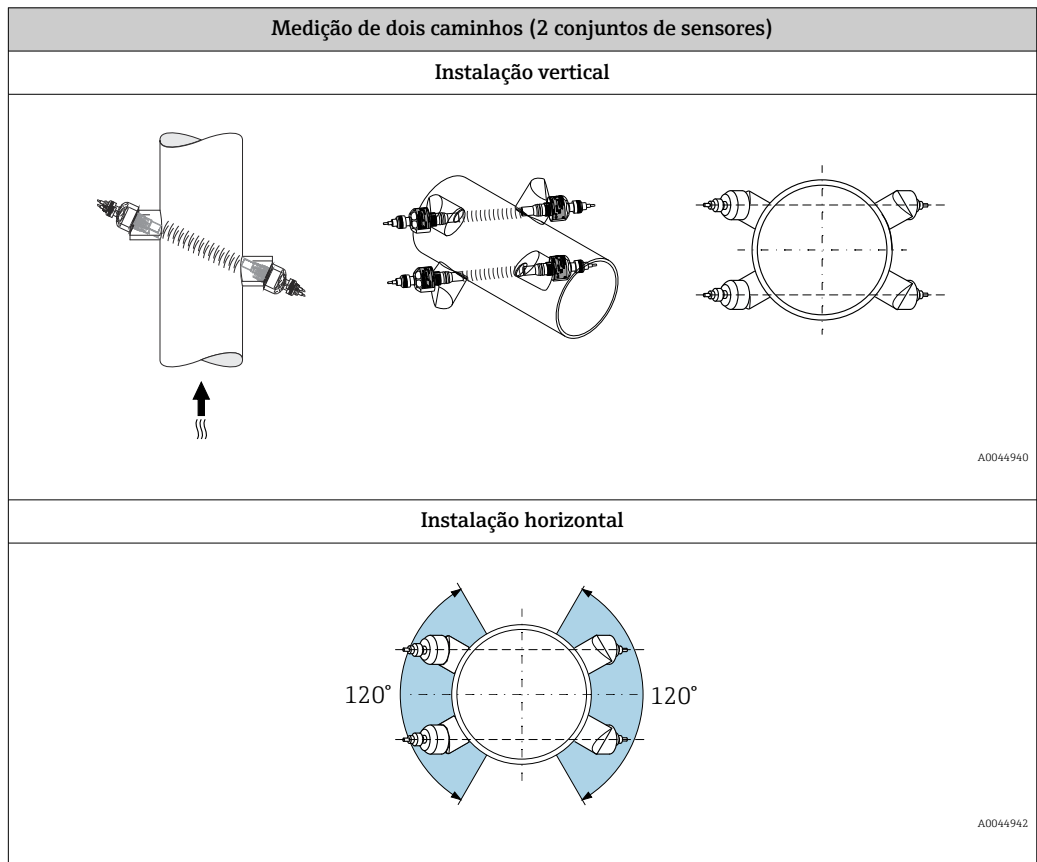 Medição de dois caminhos (2 conjuntos de sensores)
Instalação vertical
A0044940
Instalação horizontal
120°
120°
A0044942